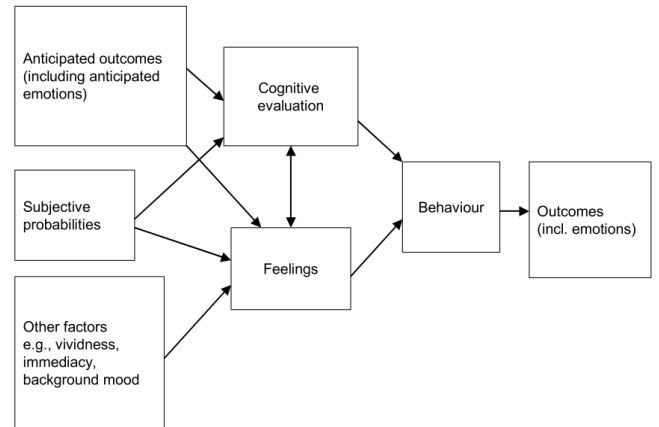 Anticipated outcomes
(including anticipated
emotions)
Cognitive
evaluation
Subjective
probabilities
Behaviour
Outcomes
(incl. emotions)
Feelings
Other factors
e.g., vividness,
immediacy,
background mood